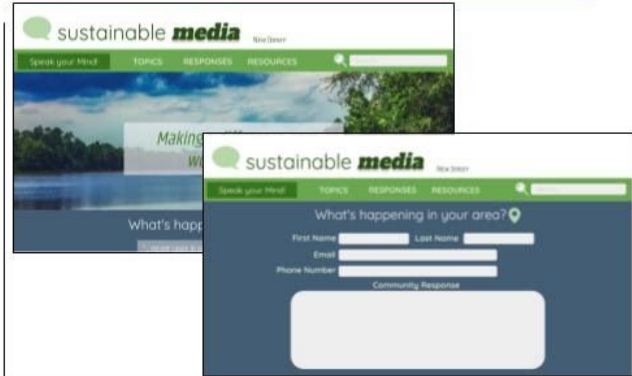 sustainable media
New Jersey
Speak your Mind! TOPICS RESPONSES RESOURCES
Making
What's happ
sustainable media
New Jersey
Speak your Mind! TOPICS RESPONSES RESOURCES
What's happening in your area?
First Name Last Name
Email
Phone Number
Community Response